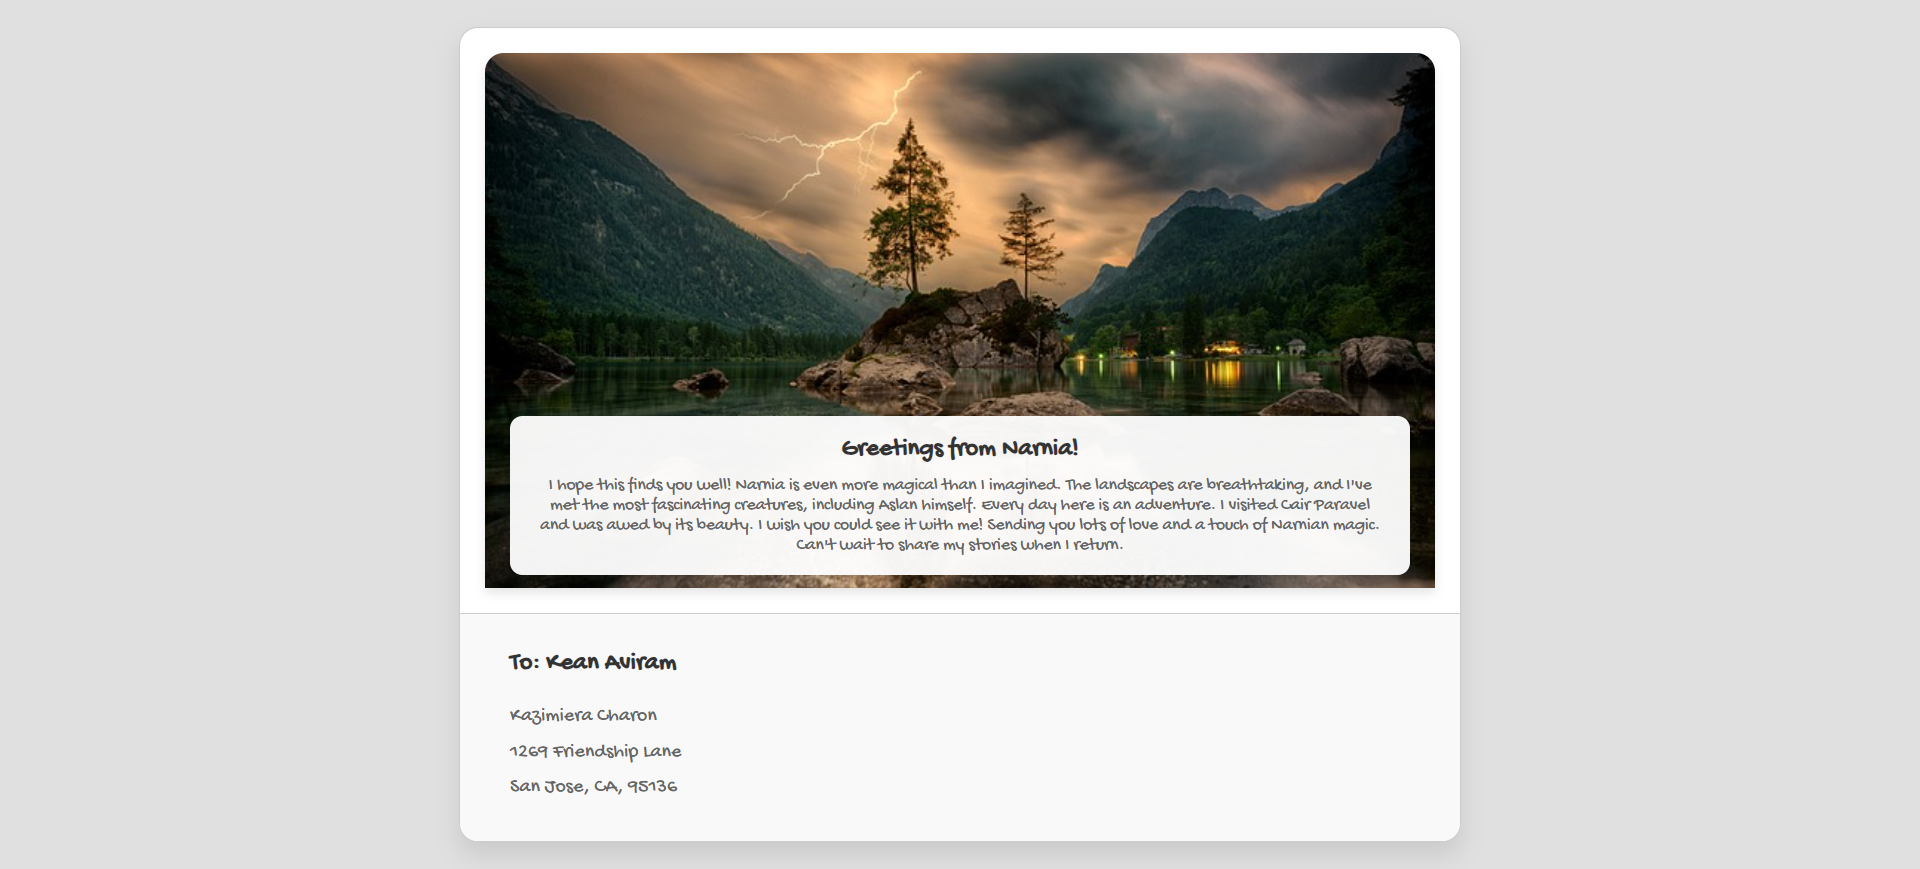 Greetings from Narnia!
I hope this finds you well! Narnia is even more magical than I imagined. The landscapes are breathtaking, and I've
met the most fascinating creatures, including Aslan himself. Every day here is an adventure. I visited Cair Paravel
and was awed by its beauty. I wish you could see it with me! Sending you lots of love and a touch of Narnian magic.
Can't wait to share my stories when I return.
To: Kean Aviram
Kazimiera Charon
1269 Friendship Lane
San Jose, CA, 95136